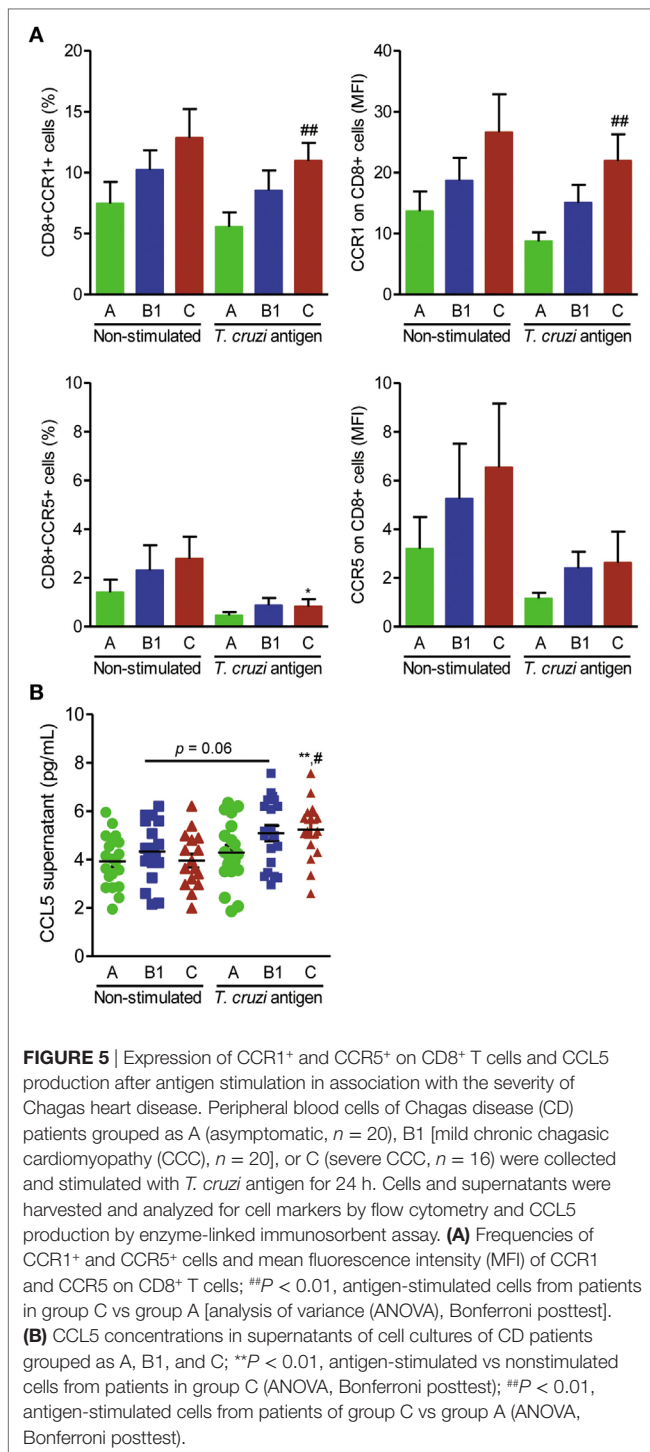 A
CD8+CCR1+ cells (%)
20
15
10
5
0
##
A B1 C A B1 C
Non-stimulated T. cruzi antigen
CCR1 on CD8+ cells (MFI)
40
30
20
10
0
##
A B1 C A B1 C
Non-stimulated T. cruzi antigen
CD8+CCR5+ cells (%)
10
8
6
4
2
0
*
A B1 C A B1 C
Non-stimulated T. cruzi antigen
CCR5 on CD8+ cells (MFI)
10
8
6
4
2
0
A B1 C A B1 C
Non-stimulated T. cruzi antigen
B
CCL5 supernatant (pg/mL)
10
8
6
4
2
0
p = 0.06
**,#
A B1 C A B1 C
Non-stimulated T. cruzi antigen
FIGURE 5 | Expression of CCR1⁺ and CCR5⁺ on CD8⁺ T cells and CCL5
production after antigen stimulation in association with the severity of
Chagas heart disease. Peripheral blood cells of Chagas disease (CD)
patients grouped as A (asymptomatic, n = 20), B1 [mild chronic chagasic
cardiomyopathy (CCC), n = 20], or C (severe CCC, n = 16) were collected
and stimulated with T. cruzi antigen for 24 h. Cells and supernatants were
harvested and analyzed for cell markers by flow cytometry and CCL5
production by enzyme-linked immunosorbent assay. (A) Frequencies of
CCR1⁺ and CCR5⁺ cells and mean fluorescence intensity (MFI) of CCR1
and CCR5 on CD8⁺ T cells; ##P < 0.01, antigen-stimulated cells from patients
in group C vs group A [analysis of variance (ANOVA), Bonferroni posttest].
(B) CCL5 concentrations in supernatants of cell cultures of CD patients
grouped as A, B1, and C; **P < 0.01, antigen-stimulated vs nonstimulated
cells from patients in group C (ANOVA, Bonferroni posttest); ##P < 0.01,
antigen-stimulated cells from patients of group C vs group A (ANOVA,
Bonferroni posttest).